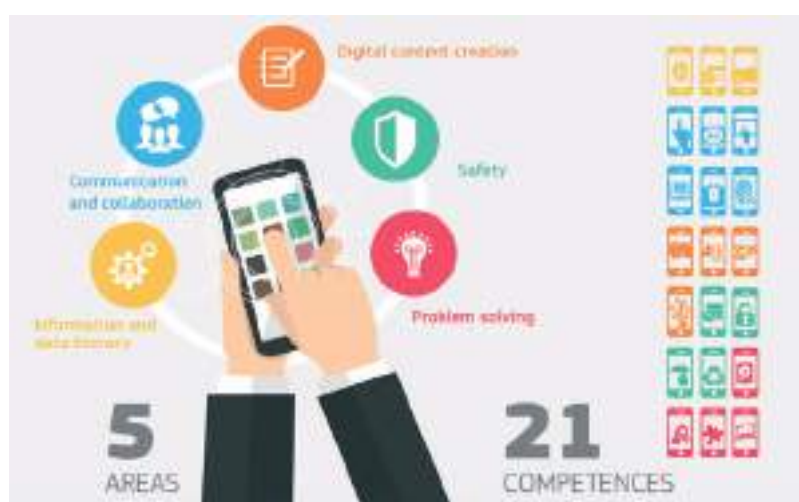 Digital content creation
Communication
and collaboration
Safety
Information and
data literacy
Problem solving
5
AREAS
21
COMPETENCES